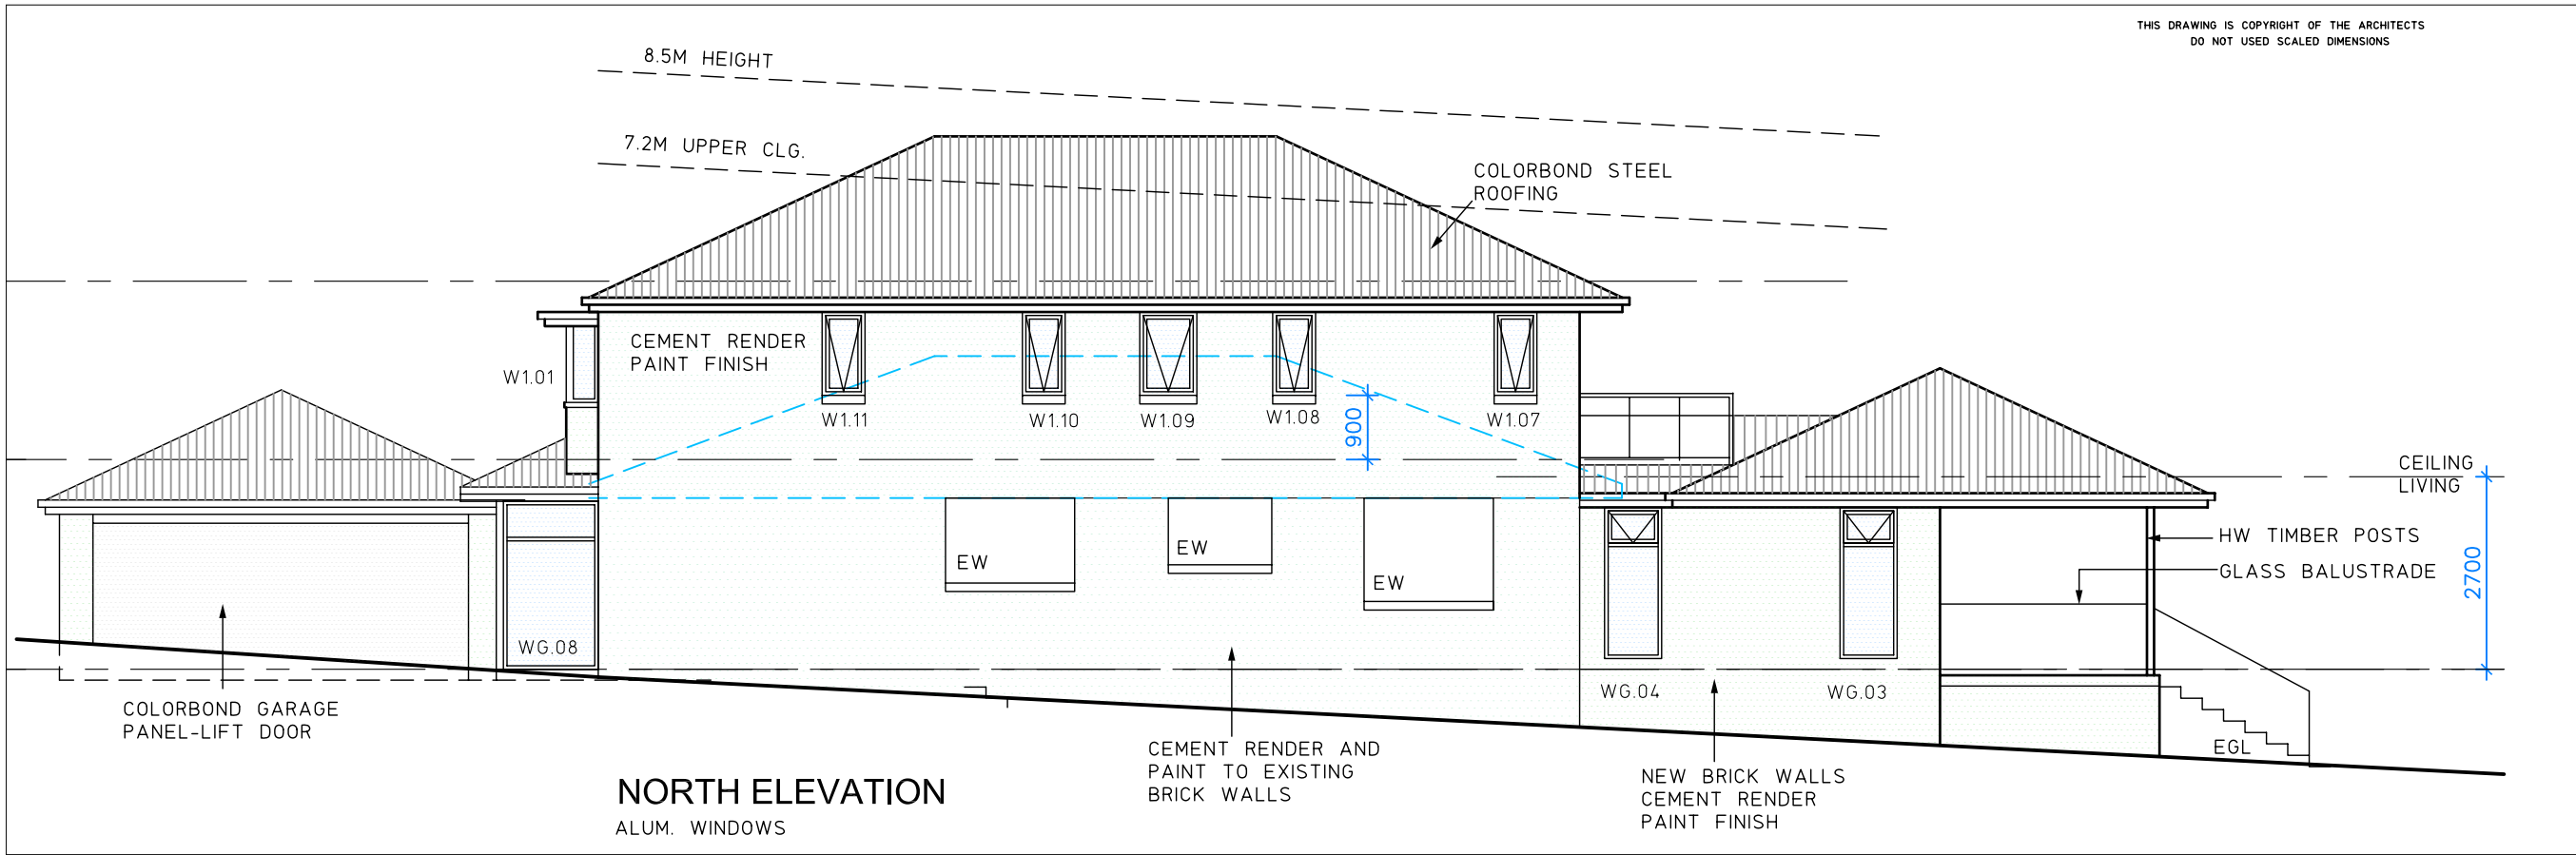 THIS DRAWING IS COPYRIGHT OF THE ARCHITECTS
DO NOT USED SCALED DIMENSIONS
8.5M HEIGHT
7.2M UPPER CLG.
COLORBOND STEEL
ROOFING
CEMENT RENDER
PAINT FINISH
W1.01
W1.11
W1.10
W1.09
W1.08
W1.07
900
CEILING
LIVING
HW TIMBER POSTS
GLASS BALUSTRADE
2700
EW
EW
EW
WG.08
WG.04
WG.03
EGL
COLORBOND GARAGE
PANEL-LIFT DOOR
CEMENT RENDER AND
PAINT TO EXISTING
BRICK WALLS
NEW BRICK WALLS
CEMENT RENDER
PAINT FINISH
NORTH ELEVATION
ALUM. WINDOWS